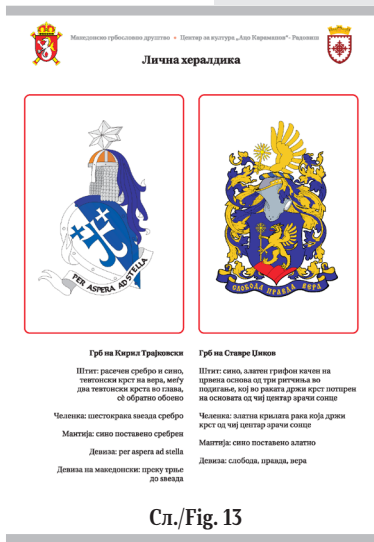 Македонско грбословно друштво • Центар за култура „Ацо Караманов“- Радовиш
Лична хералдика
PER ASPERA AD STELLA
СЛОБОДА ПРАВДА ВЕРА
Грб на Кирил Трајковски
Штит: расечен сребро и сино,
тевтонски крст на вера, меѓу
два тевтонски крста во глава,
сѐ обратно обоено
Челенка: шестокрака ѕвезда сребро
Мантија: сино поставено сребрен
Девиза: per aspera ad stella
Девиза на македонски: преку трње
до ѕвезда
Грб на Ставре Џиков
Штит: сино, златен грифон качен на
црвена основа од три ритчиња во
подигање, кој во раката држи крст потпрен
на основата од чиј центар зрачи сонце
Челенка: златна крилата рака која држи
крст од чиј центар зрачи сонце
Мантија: сино поставено златно
Девиза: слобода, правда, вера
Сл./Fig. 13